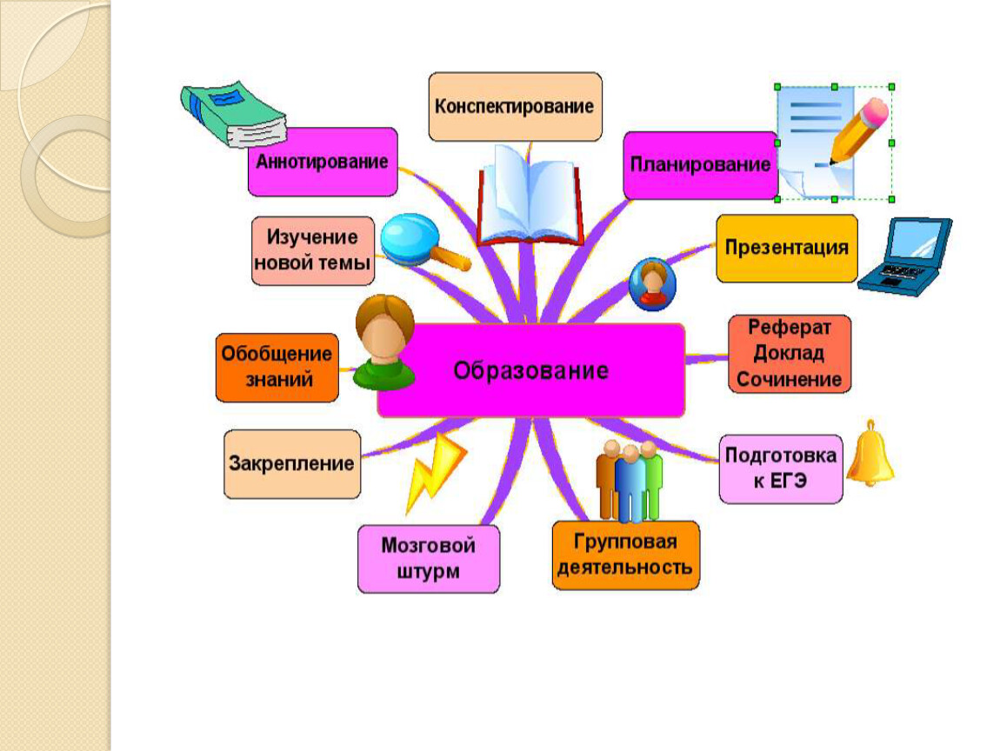 Конспектирование
Аннотирование
Планирование
Изучение
новой темы
Презентация
Обобщение
знаний
Образование
Реферат
Доклад
Сочинение
Закрепление
Подготовка
к ЕГЭ
Мозговой
штурм
Групповая
деятельность